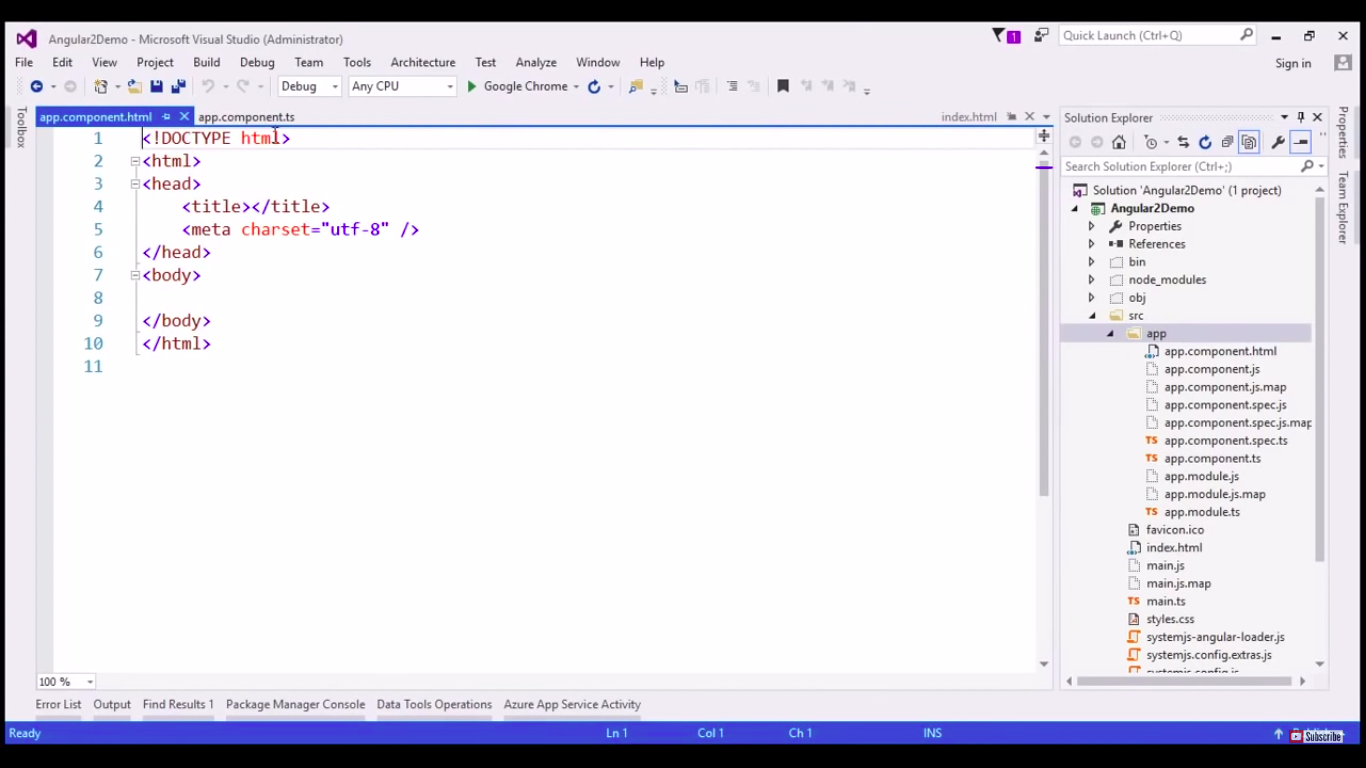 Angular2Demo - Microsoft Visual Studio (Administrator)
1
Quick Launch (Ctrl+Q)
File Edit View Project Build Debug Team Tools Architecture Test Analyze Window Help
Sign in
Debug Any CPU Google Chrome
Toolbox
app.component.html app.component.ts index.html
1 <!DOCTYPE html>
2 <html>
3 <head>
4 <title></title>
5 <meta charset="utf-8" />
6 </head>
7 <body>
8
9 </body>
10 </html>
11
100 %
Solution Explorer
Search Solution Explorer (Ctrl+;)
Solution 'Angular2Demo' (1 project)
Angular2Demo
Properties
References
bin
node_modules
obj
src
app
app.component.html
app.component.js
app.component.js.map
app.component.spec.js
app.component.spec.js.map
TS app.component.spec.ts
TS app.component.ts
app.module.js
app.module.js.map
TS app.module.ts
favicon.ico
index.html
main.js
main.js.map
TS main.ts
styles.css
systemjs-angular-loader.js
systemjs.config.extras.js
systemjs.config.js
Properties
Team Explorer
Error List Output Find Results 1 Package Manager Console Data Tools Operations Azure App Service Activity
Ready Ln 1 Col 1 Ch 1 INS
Subscribe